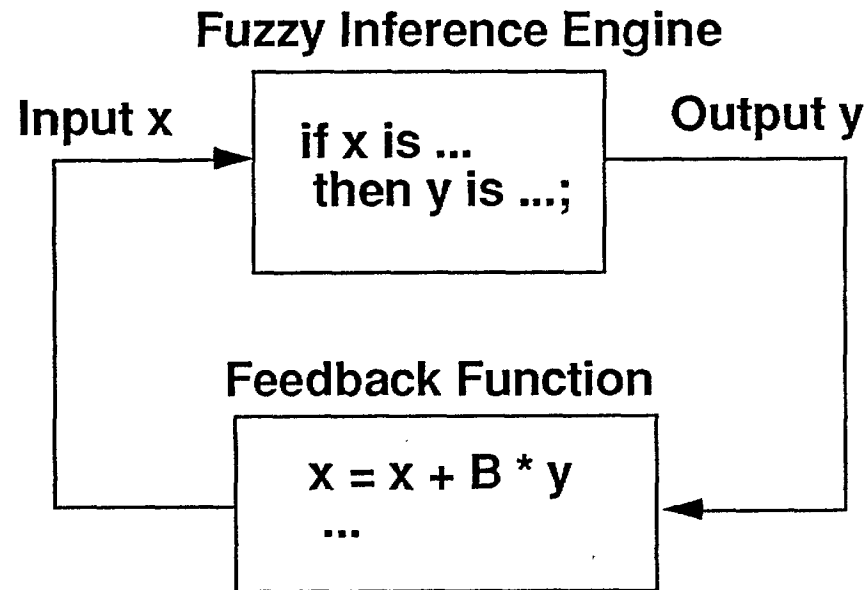 Fuzzy Inference Engine
Input x
Output y
if x is ...
then y is ...;
Feedback Function
x = x + B * y
...